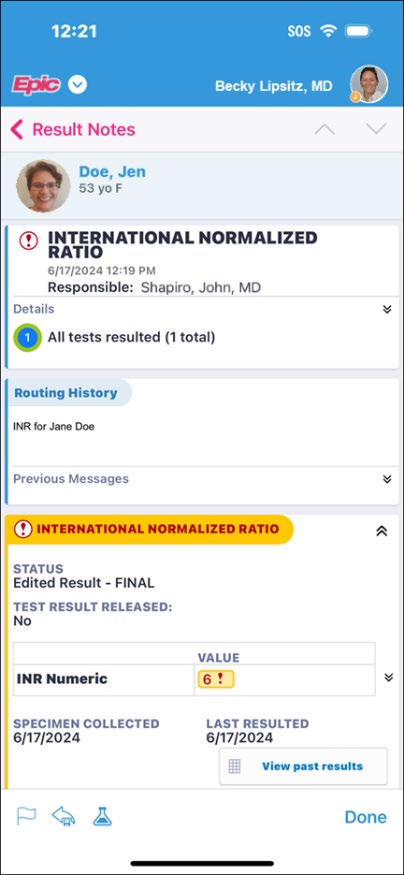 12:21
SOS
Epic
Becky Lipsitz, MD
Result Notes
Doe, Jen
53 yo F
INTERNATIONAL NORMALIZED
RATIO
6/17/2024 12:19 PM
Responsible: Shapiro, John, MD
Details
1 All tests resulted (1 total)
Routing History
INR for Jane Doe
Previous Messages
INTERNATIONAL NORMALIZED RATIO
STATUS
Edited Result - FINAL
TEST RESULT RELEASED:
No
VALUE
INR Numeric 6 !
SPECIMEN COLLECTED LAST RESULTED
6/17/2024 6/17/2024
View past results
Done